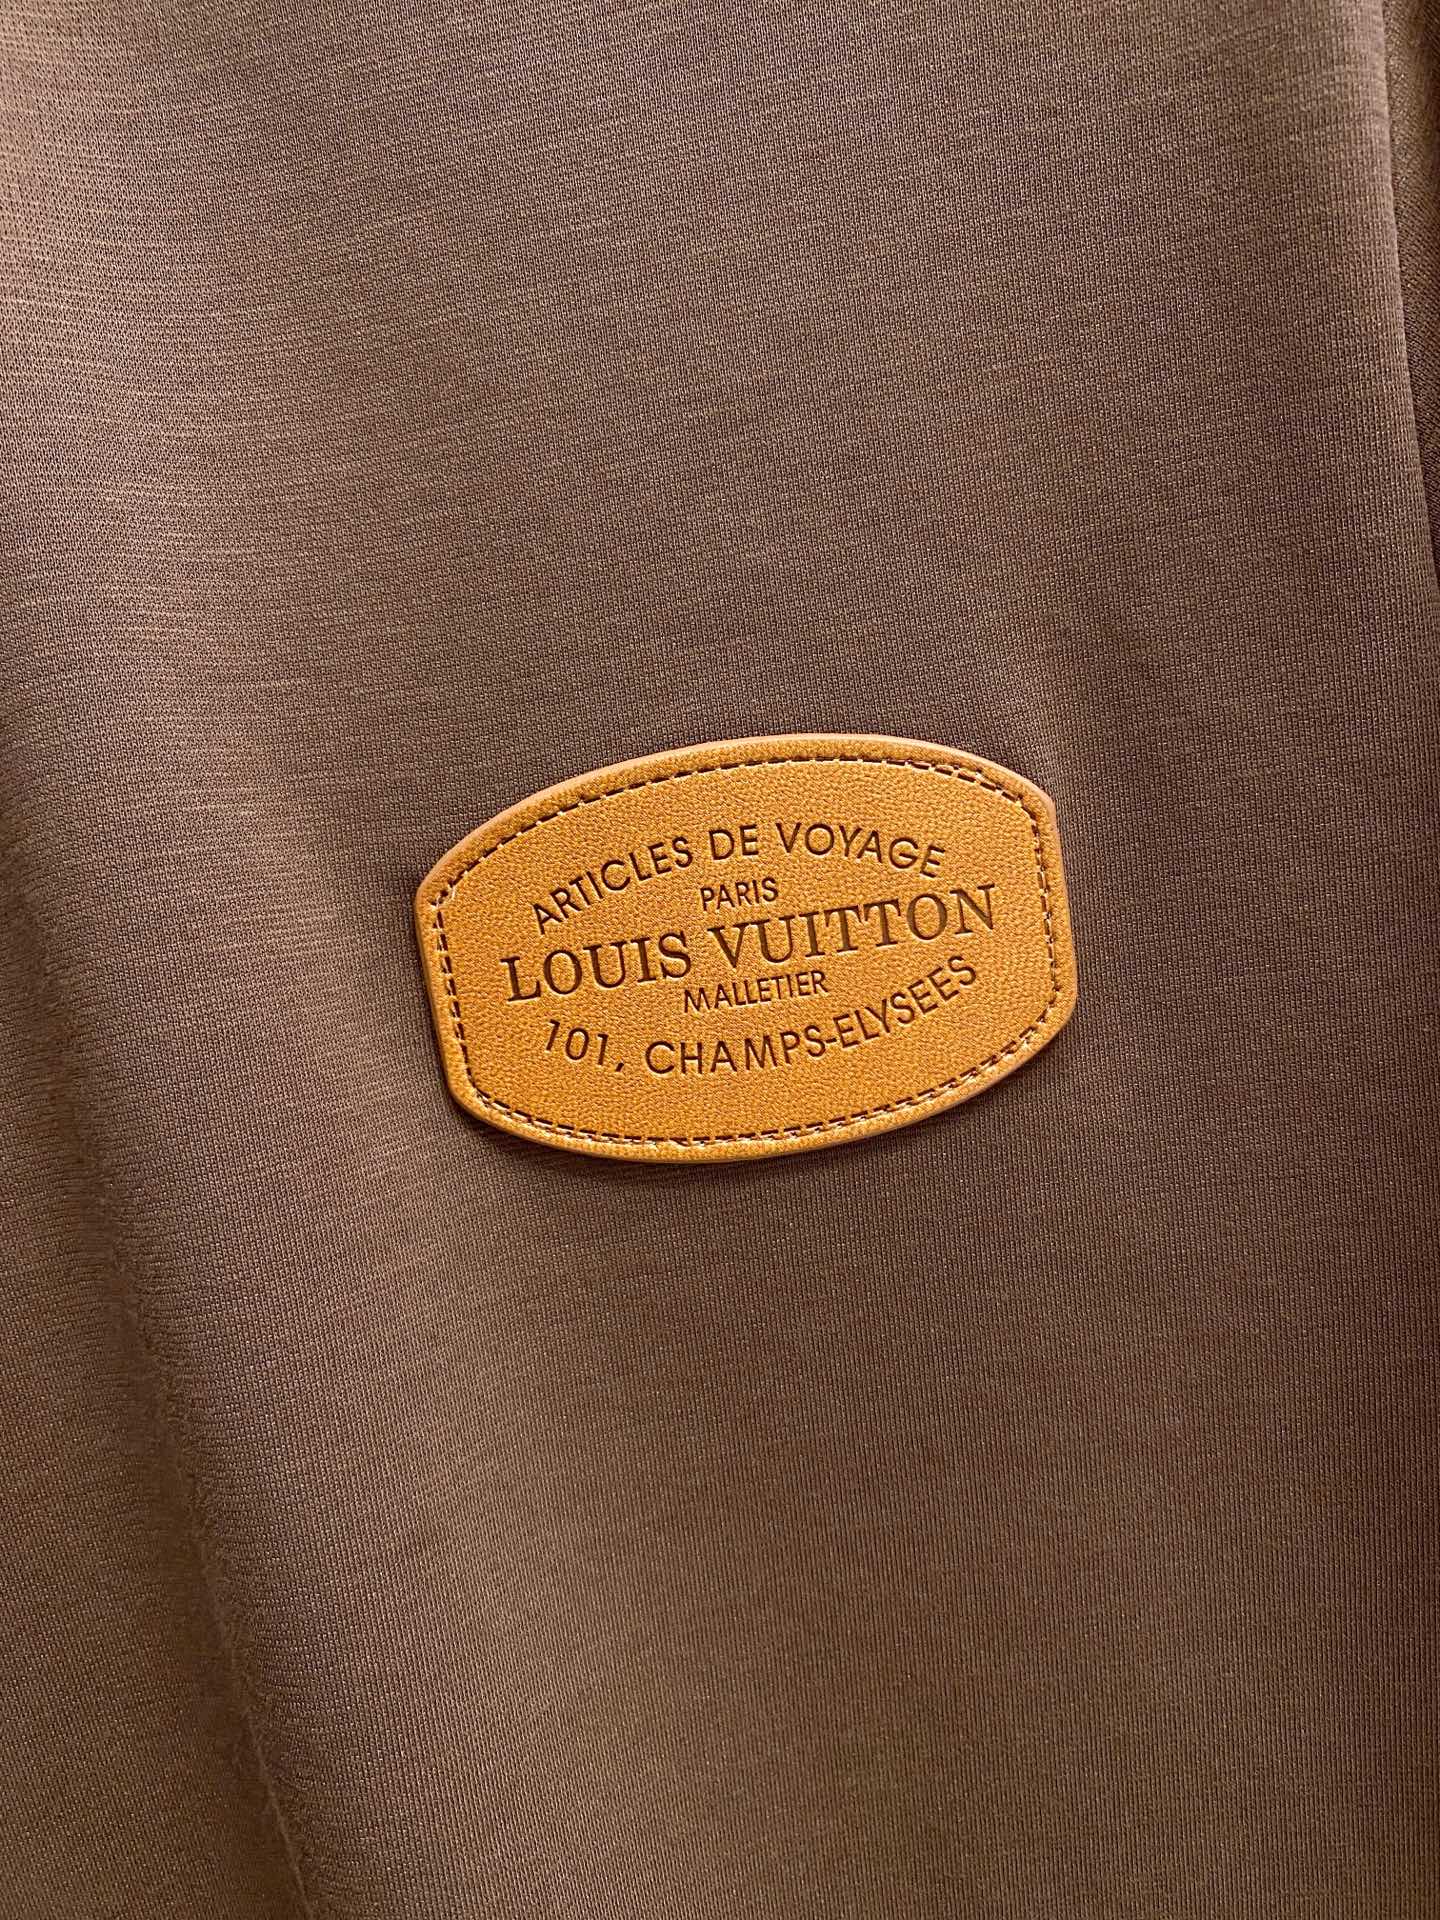 ARTICLES DE VOYAGE
PARIS
LOUIS VUITTON
MALLETIER
101, CHAMPS-ELYSEES